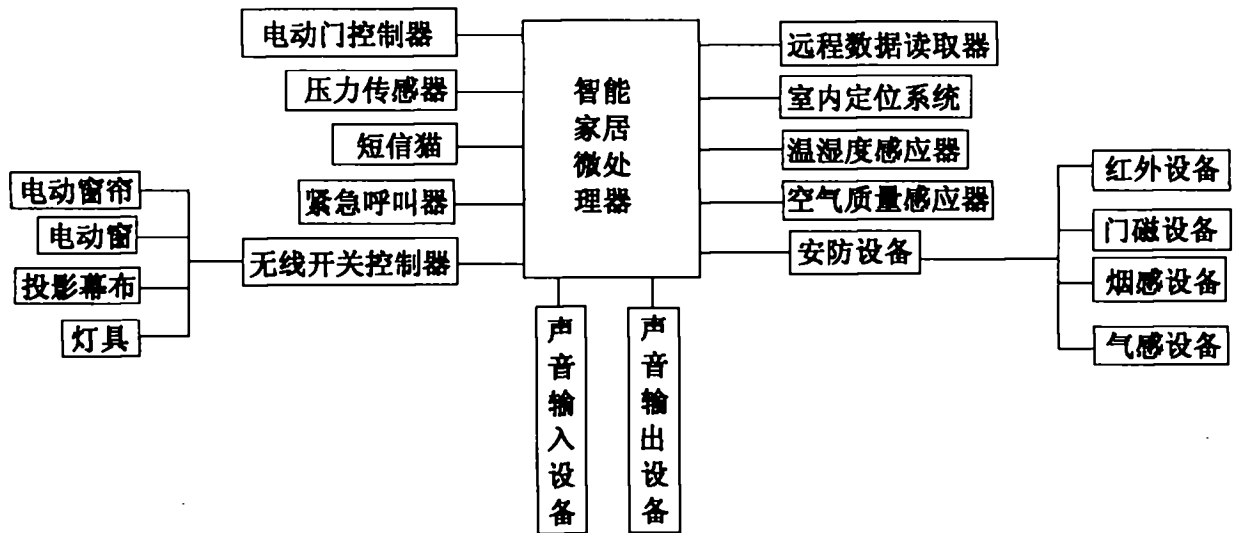 电动门控制器
压力传感器
短信猫
紧急呼叫器
无线开关控制器
电动窗帘
电动窗
投影幕布
灯具
智能
家居
微处
理器
远程数据读取器
室内定位系统
温湿度感应器
空气质量感应器
安防设备
红外设备
门磁设备
烟感设备
气感设备
声音输入设备
声音输出设备